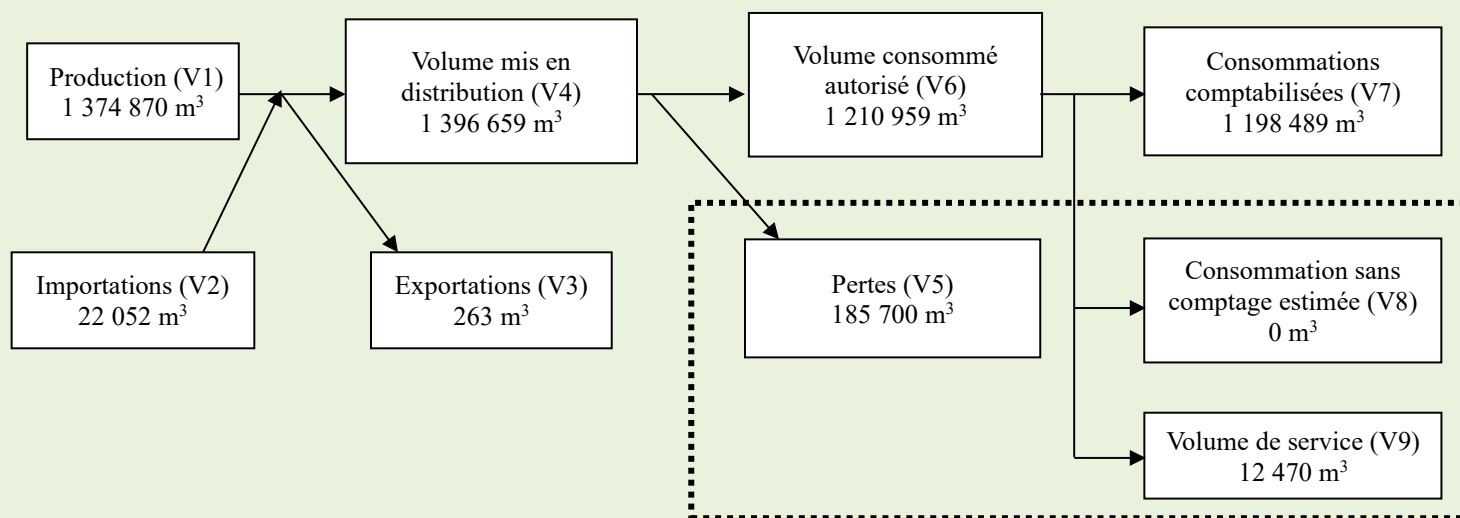 Production (V1)
1 374 870 m³
Volume mis en
distribution (V4)
1 396 659 m³
Volume consommé
autorisé (V6)
1 210 959 m³
Consommations
comptabilisées (V7)
1 198 489 m³
Importations (V2)
22 052 m³
Exportations (V3)
263 m³
Pertes (V5)
185 700 m³
Consommation sans
comptage estimée (V8)
0 m³
Volume de service (V9)
12 470 m³